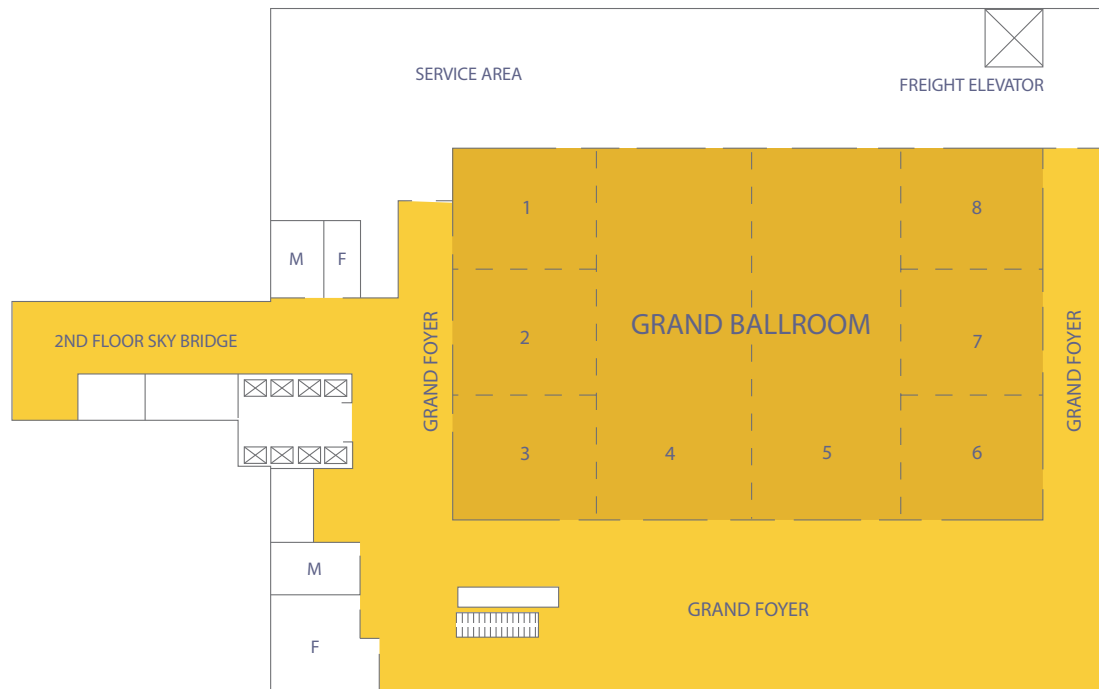 SERVICE AREA
FREIGHT ELEVATOR
1
8
M
F
2ND FLOOR SKY BRIDGE
GRAND FOYER
2
GRAND BALLROOM
7
GRAND FOYER
3
4
5
6
M
F
GRAND FOYER